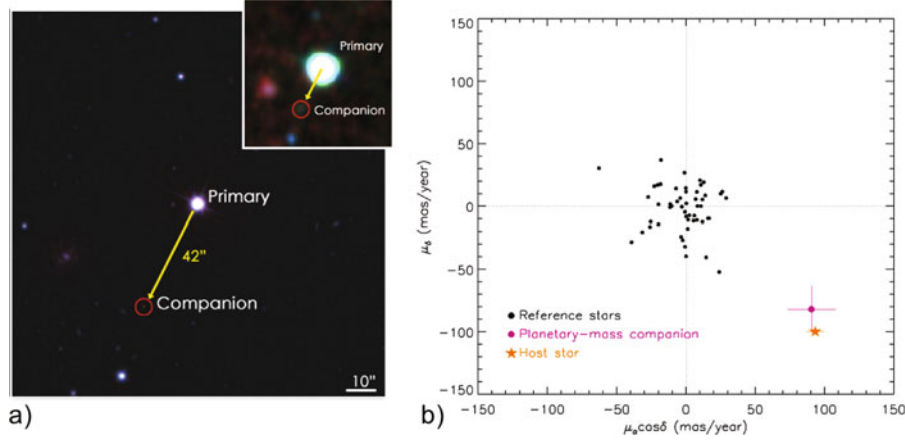 Primary
Companion
Primary
42"
Companion
10"
a)
150
100
50
0
−50
−100
−150
μδ (mas/year)
Reference stars
Planetary−mass companion
Host star
−150
−100
−50
0
50
100
150
μαcosδ (mas/year)
b)